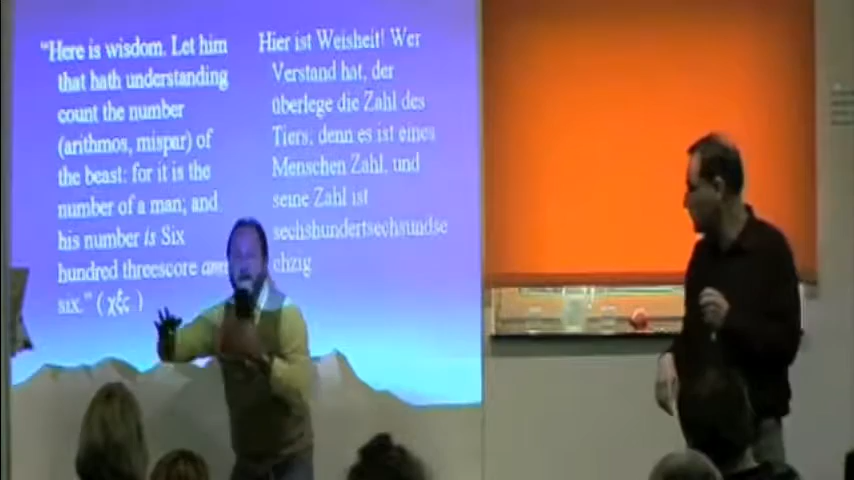 “Here is wisdom. Let him
that hath understanding
count the number
(arithmos, mispar) of
the beast: for it is the
number of a man; and
his number is Six
hundred threescore and
six.” ( χξς )
Hier ist Weisheit! Wer
Verstand hat, der
überlege die Zahl des
Tiers; denn es ist eines
Menschen Zahl, und
seine Zahl ist
sechshundertsechsundse
chzig